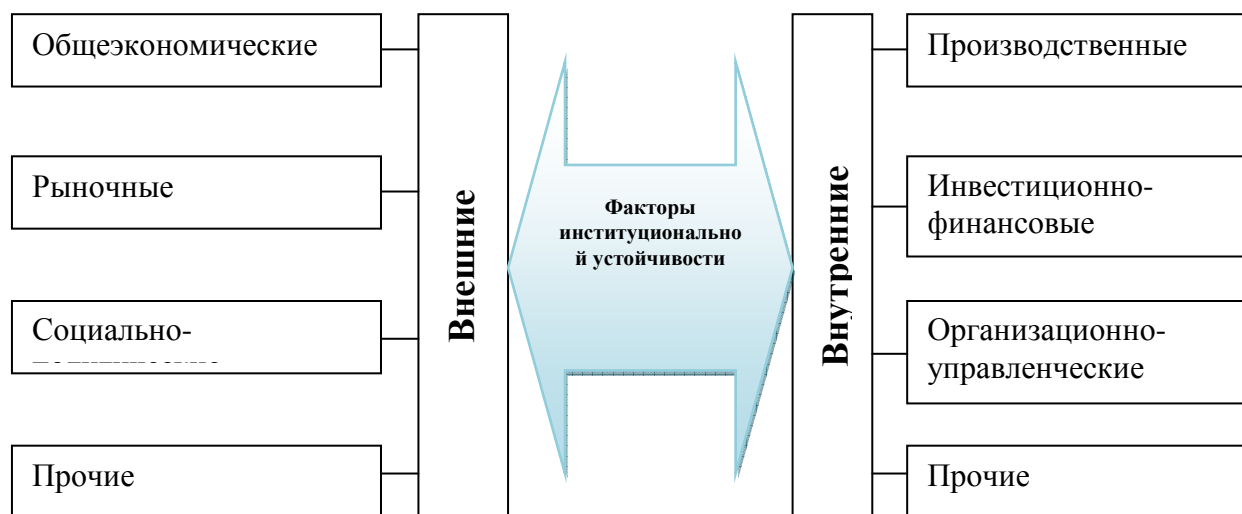 Общеэкономические
Рыночные
Социально-
Прочие
Внешние
Факторы
институционально
й устойчивости
Внутренние
Производственные
Инвестиционно-
финансовые
Организационно-
управленческие
Прочие